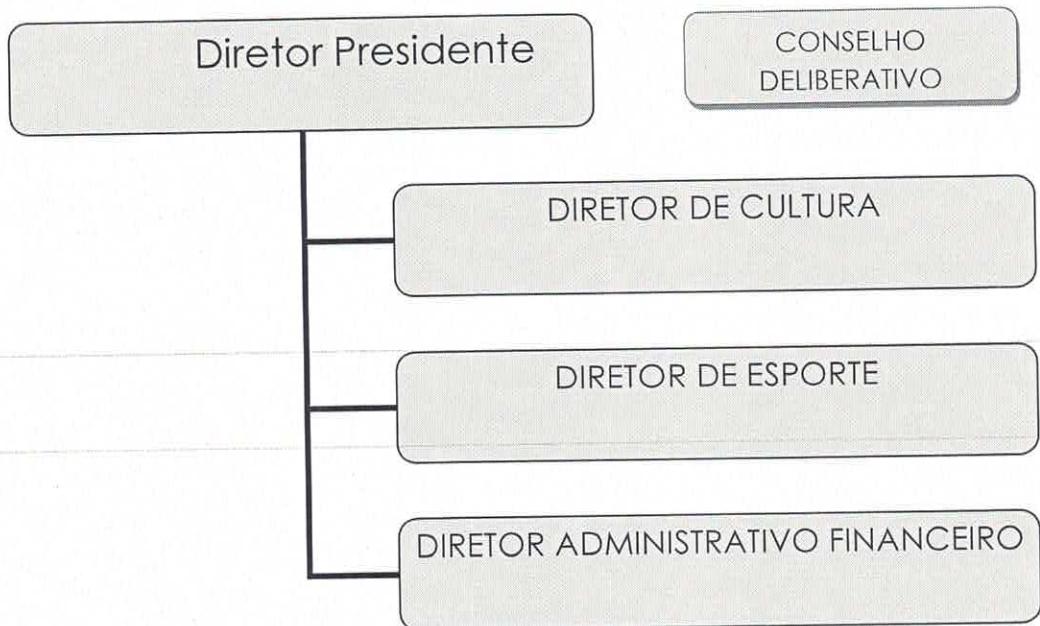 Diretor Presidente
CONSELHO
DELIBERATIVO
DIRETOR DE CULTURA
DIRETOR DE ESPORTE
DIRETOR ADMINISTRATIVO FINANCEIRO